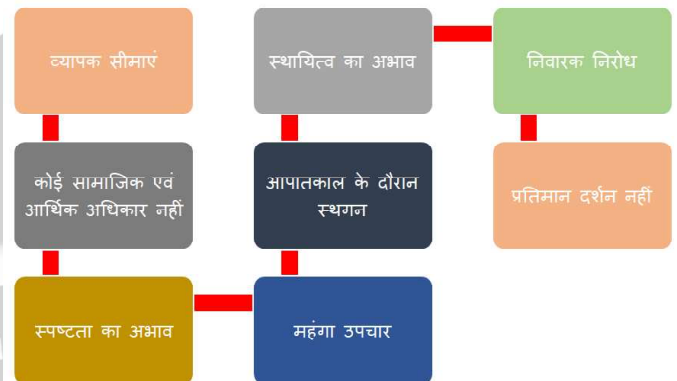 व्यापक सीमाएं
कोई सामाजिक एवं
आर्थिक अधिकार नहीं
स्पष्टता का अभाव
महंगा उपचार
आपातकाल के दौरान
स्थगन
स्थायित्व का अभाव
निवारक निरोध
प्रतिमान दर्शन नहीं